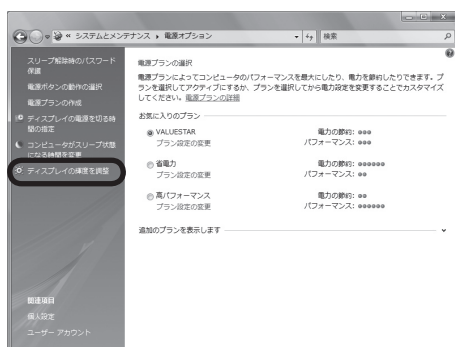 « システムとメンテナンス ▸ 電源オプション
検索
スリープ解除時のパスワード
保護
電源ボタンの動作の選択
電源プランの作成
ディスプレイの電源を切る時
間の指定
コンピュータがスリープ状態
になる時間を変更
ディスプレイの輝度を調整
関連項目
個人設定
ユーザー アカウント
電源プランの選択
電源プランによってコンピュータのパフォーマンスを最大にしたり、電力を節約したりできます。プ
ランを選択してアクティブにするか、プランを選択してから電力設定を変更することでカスタマイズ
してください。電源プランの詳細
お気に入りのプラン
VALUESTAR 電力の節約:
プラン設定の変更 パフォーマンス:
省電力 電力の節約:
プラン設定の変更 パフォーマンス:
高パフォーマンス 電力の節約:
プラン設定の変更 パフォーマンス:
追加のプランを表示します